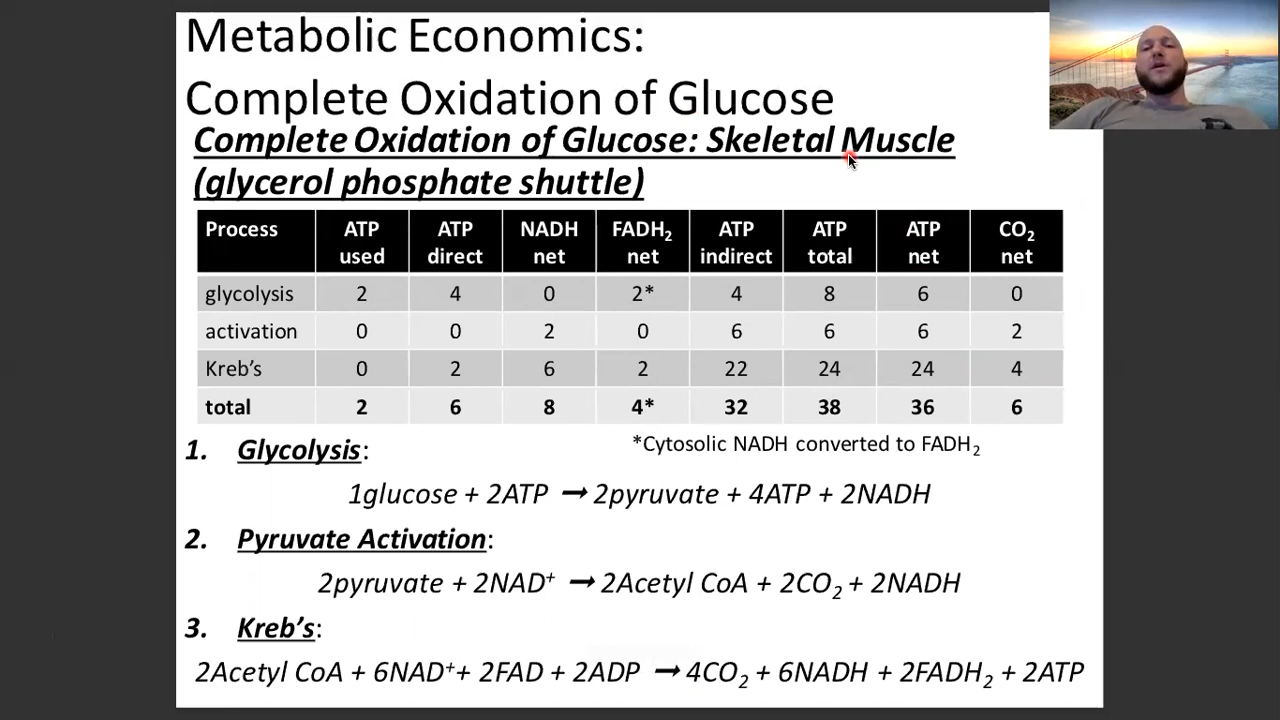 Metabolic Economics:
Complete Oxidation of Glucose
Complete Oxidation of Glucose: Skeletal Muscle
(glycerol phosphate shuttle)
Process ATP used ATP direct NADH net FADH₂ net ATP indirect ATP total ATP net CO₂ net
glycolysis 2 4 0 2* 4 8 6 0
activation 0 0 2 0 6 6 6 2
Kreb's 0 2 6 2 22 24 24 4
total 2 6 8 4* 32 38 36 6
*Cytosolic NADH converted to FADH₂
1. Glycolysis:
1glucose + 2ATP → 2pyruvate + 4ATP + 2NADH
2. Pyruvate Activation:
2pyruvate + 2NAD⁺ → 2Acetyl CoA + 2CO₂ + 2NADH
3. Kreb's:
2Acetyl CoA + 6NAD⁺+ 2FAD + 2ADP → 4CO₂ + 6NADH + 2FADH₂ + 2ATP